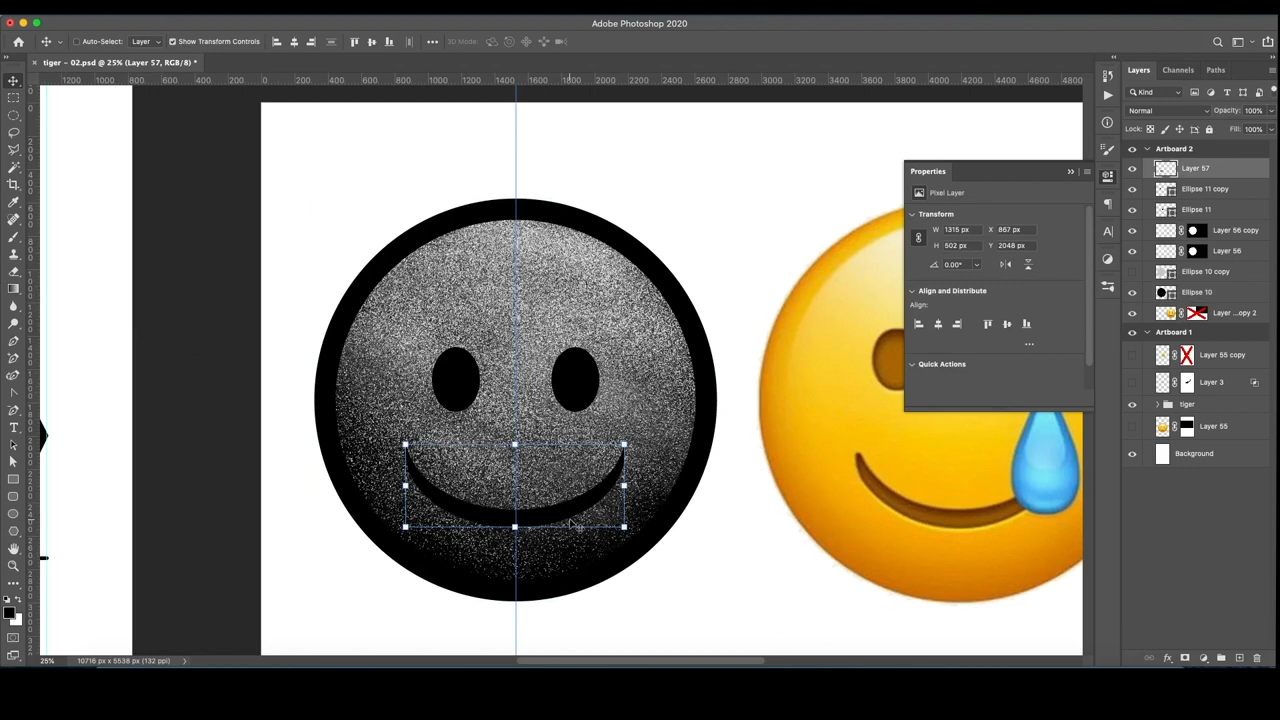 Adobe Photoshop 2020
Auto-Select: Layer Show Transform Controls 3D Mode:
× tiger - 02.psd @ 25% (Layer 57, RGB/8) *
1200 1000 800 600 400 200 0 200 400 600 800 1000 1200 1400 1600 1800 2000 2200 2400 2600 2800 3000 3200 3400 3600 3800 4000 4200 4400 4600 4800
Layers Channels Paths
Kind
Normal Opacity: 100%
Lock: Fill: 100%
Artboard 2
Layer 57
Ellipse 11 copy
Ellipse 11
Layer 56 copy
Layer 56
Ellipse 10 copy
Ellipse 10
Layer ...opy 2
Artboard 1
Layer 55 copy
Layer 3
tiger
Layer 55
Background
Properties
Pixel Layer
Transform
W 1315 px X 867 px
H 502 px Y 2048 px
0.00°
Align and Distribute
Align:
Quick Actions
25% 10716 px x 5538 px (132 ppi)
fx